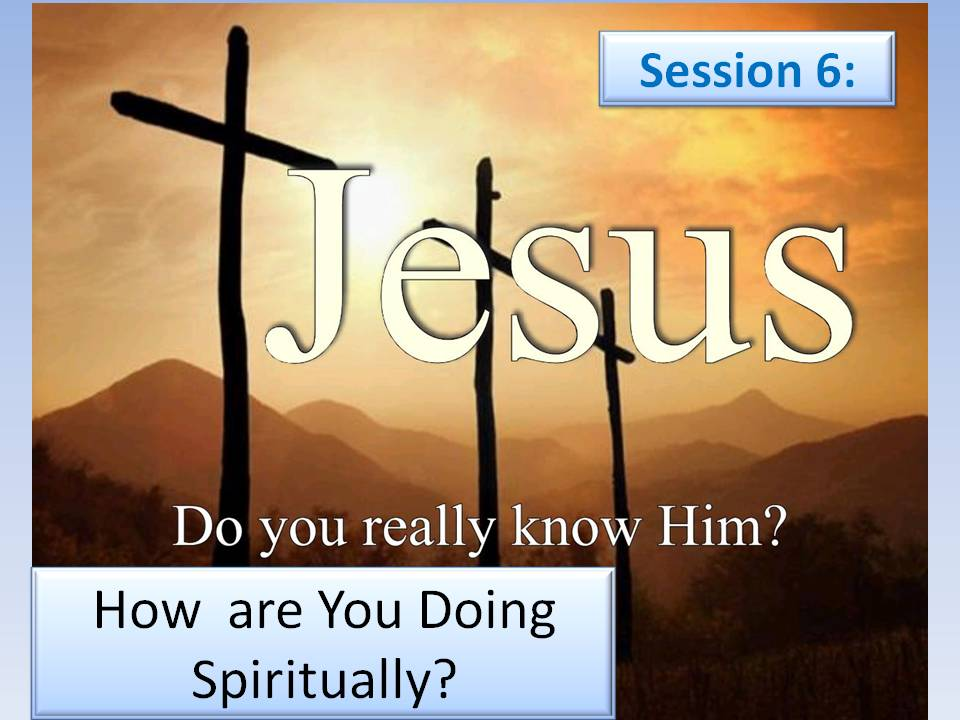 Session 6:
Jesus
Do you really know Him?
How  are You Doing
Spiritually?